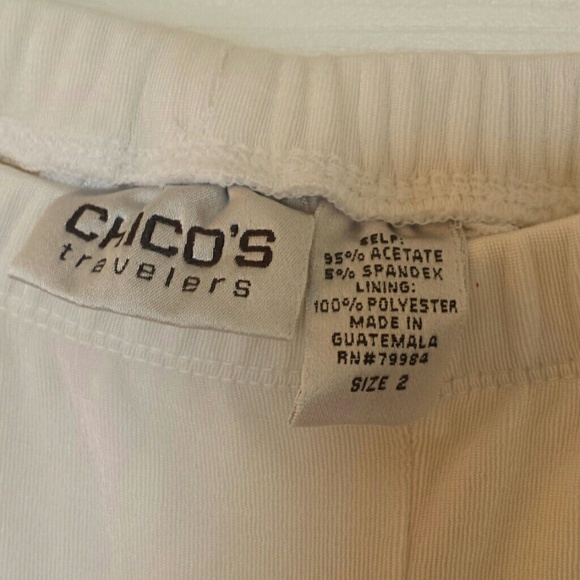 CHICO'S
travelers
SELF:
95% ACETATE
5% SPANDEX
LINING:
100% POLYESTER
MADE IN
GUATEMALA
RN#79984
SIZE 2